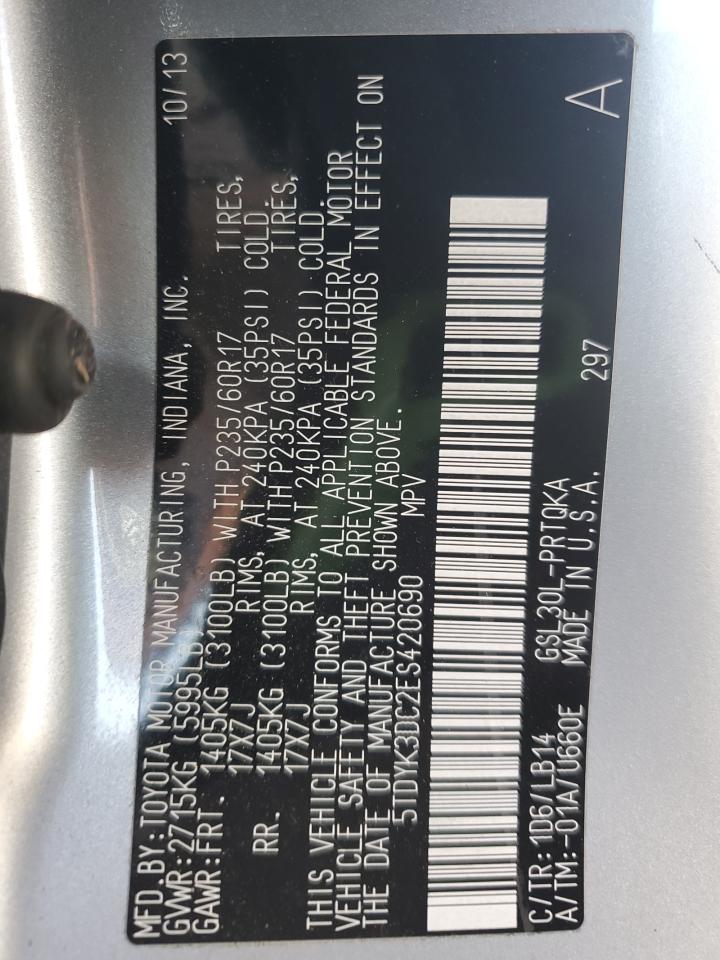 MFD.BY:TOYOTA MOTOR MANUFACTURING, INDIANA, INC. 10/13
GVWR:2715KG (5995LB)
GAWR:FRT. 1405KG (3100LB) WITH P235/60R17 TIRES,
17X7J RIMS, AT 240KPA (35PSI) COLD.
RR. 1405KG (3100LB) WITH P235/60R17 TIRES,
17X7J RIMS, AT 240KPA (35PSI) COLD.
THIS VEHICLE CONFORMS TO ALL APPLICABLE FEDERAL MOTOR
VEHICLE SAFETY AND THEFT PREVENTION STANDARDS IN EFFECT ON
THE DATE OF MANUFACTURE SHOWN ABOVE.
5TDYK3DC2ES420690 MPV
C/TR:1D6/LB14 GSL30L-PRTQKA
A/TM:-01A/U660E MADE IN U.S.A. 297 A